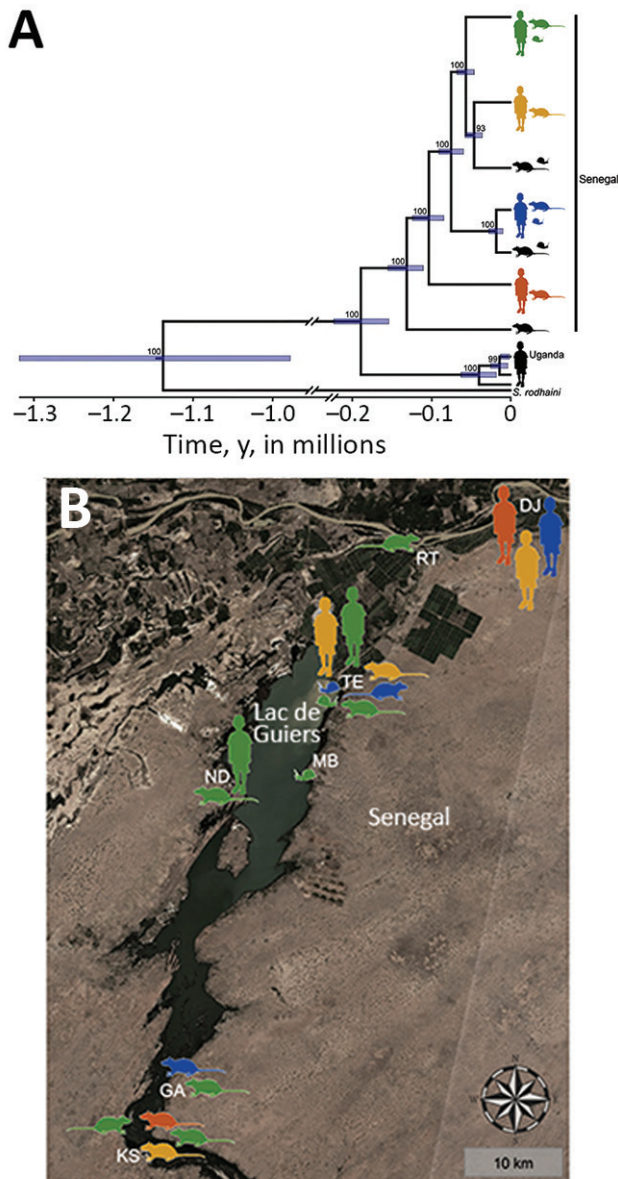 A
100
93
100
Senegal
100
100
100
100
100
99
Uganda
100
100
S. rodhaini
−1.3 −1.2 −1.1 −1.0 −0.2 −0.1 0
Time, y, in millions
B
DJ
RT
TE
Lac de
Guiers
MB
ND
Senegal
GA
KS
N
W E
S
10 km